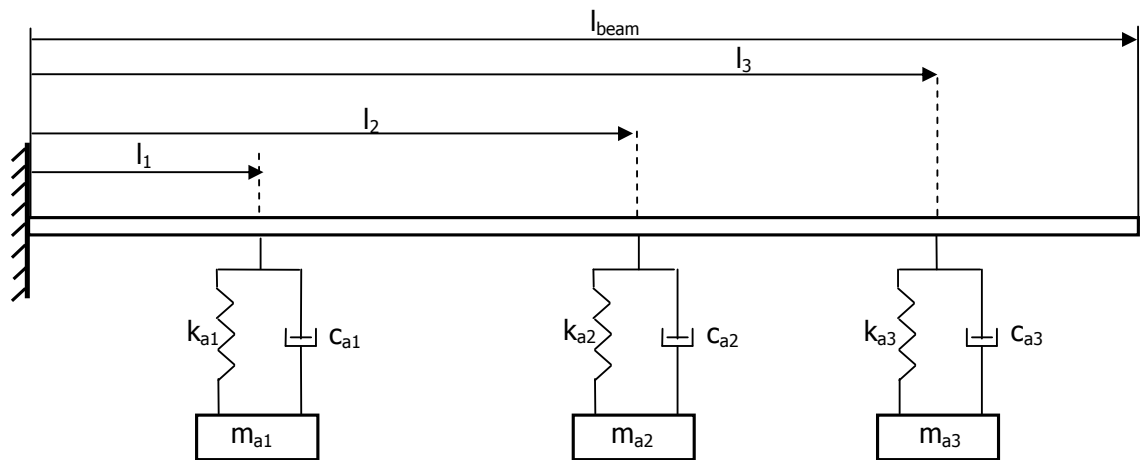 l_beam
l_3
l_2
l_1
k_a1 c_a1 k_a2 c_a2 k_a3 c_a3
m_a1 m_a2 m_a3